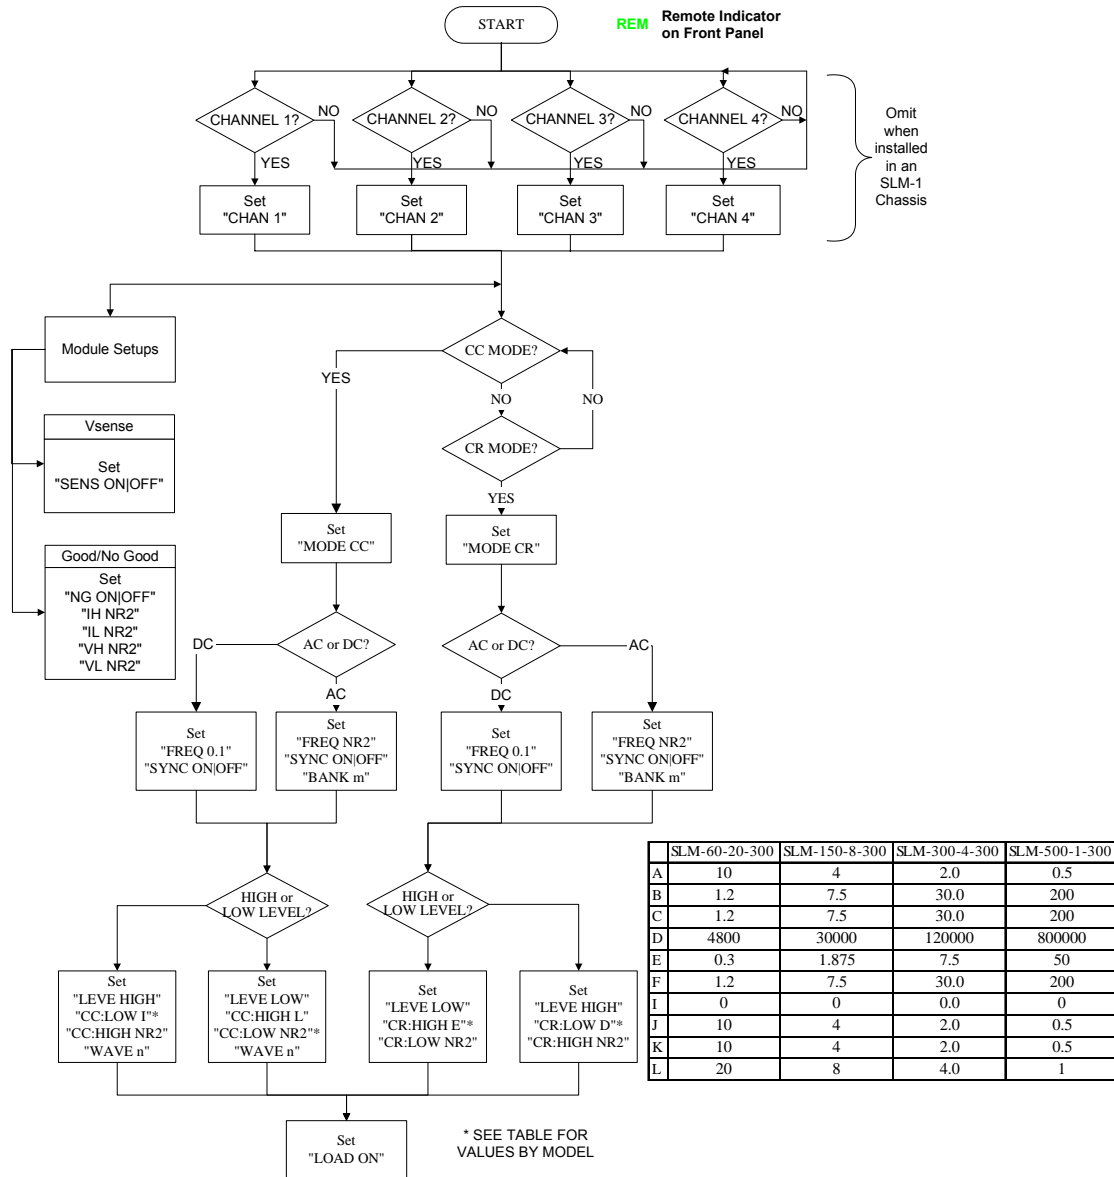 START
REM
Remote Indicator
on Front Panel
CHANNEL 1?
NO
CHANNEL 2?
NO
CHANNEL 3?
NO
CHANNEL 4?
NO
YES
YES
YES
YES
Omit
when
installed
in an
SLM-1
Chassis
Set
"CHAN 1"
Set
"CHAN 2"
Set
"CHAN 3"
Set
"CHAN 4"
Module Setups
CC MODE?
YES
NO
NO
CR MODE?
YES
Vsense
Set
"SENS ON|OFF"
Good/No Good
Set
"NG ON|OFF"
"IH NR2"
"IL NR2"
"VH NR2"
"VL NR2"
Set
"MODE CC"
Set
"MODE CR"
DC
AC or DC?
AC
AC or DC?
AC
DC
Set
"FREQ 0.1"
"SYNC ON|OFF"
Set
"FREQ NR2"
"SYNC ON|OFF"
"BANK m"
Set
"FREQ 0.1"
"SYNC ON|OFF"
Set
"FREQ NR2"
"SYNC ON|OFF"
"BANK m"
HIGH or
LOW LEVEL?
HIGH or
LOW LEVEL?
Set
"LEVE HIGH"
"CC:LOW I"*
"CC:HIGH NR2"
"WAVE n"
Set
"LEVE LOW"
"CC:HIGH L"
"CC:LOW NR2"*
"WAVE n"
Set
"LEVE LOW"
"CR:HIGH E"*
"CR:LOW NR2"
Set
"LEVE HIGH"
"CR:LOW D"*
"CR:HIGH NR2"
Set
"LOAD ON"
* SEE TABLE FOR
VALUES BY MODEL
SLM-60-20-300 SLM-150-8-300 SLM-300-4-300 SLM-500-1-300
A 10 4 2.0 0.5
B 1.2 7.5 30.0 200
C 1.2 7.5 30.0 200
D 4800 30000 120000 800000
E 0.3 1.875 7.5 50
F 1.2 7.5 30.0 200
I 0 0 0.0 0
J 10 4 2.0 0.5
K 10 4 2.0 0.5
L 20 8 4.0 1